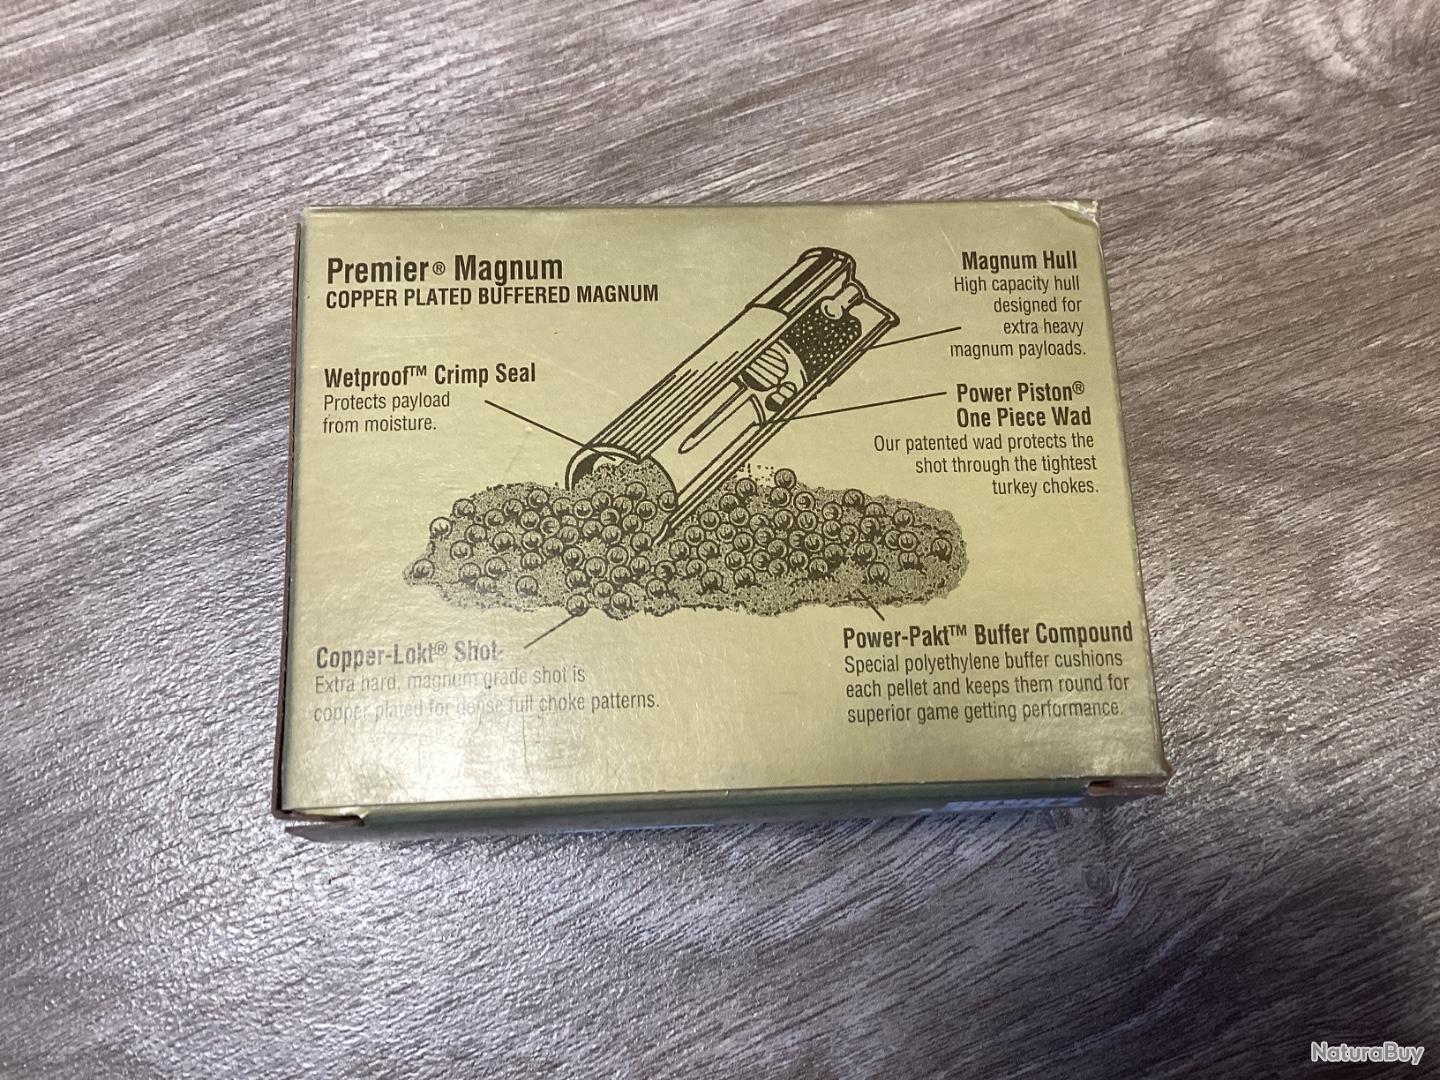 Premier® Magnum
COPPER PLATED BUFFERED MAGNUM
Wetproof™ Crimp Seal
Protects payload
from moisture.
Magnum Hull
High capacity hull
designed for
extra heavy
magnum payloads.
Power Piston®
One Piece Wad
Our patented wad protects the
shot through the tightest
turkey chokes.
Copper-Lokt® Shot
Extra hard, magnum grade shot is
copper plated for dense full choke patterns.
Power-Pakt™ Buffer Compound
Special polyethylene buffer cushions
each pellet and keeps them round for
superior game getting performance.
NaturaBuy